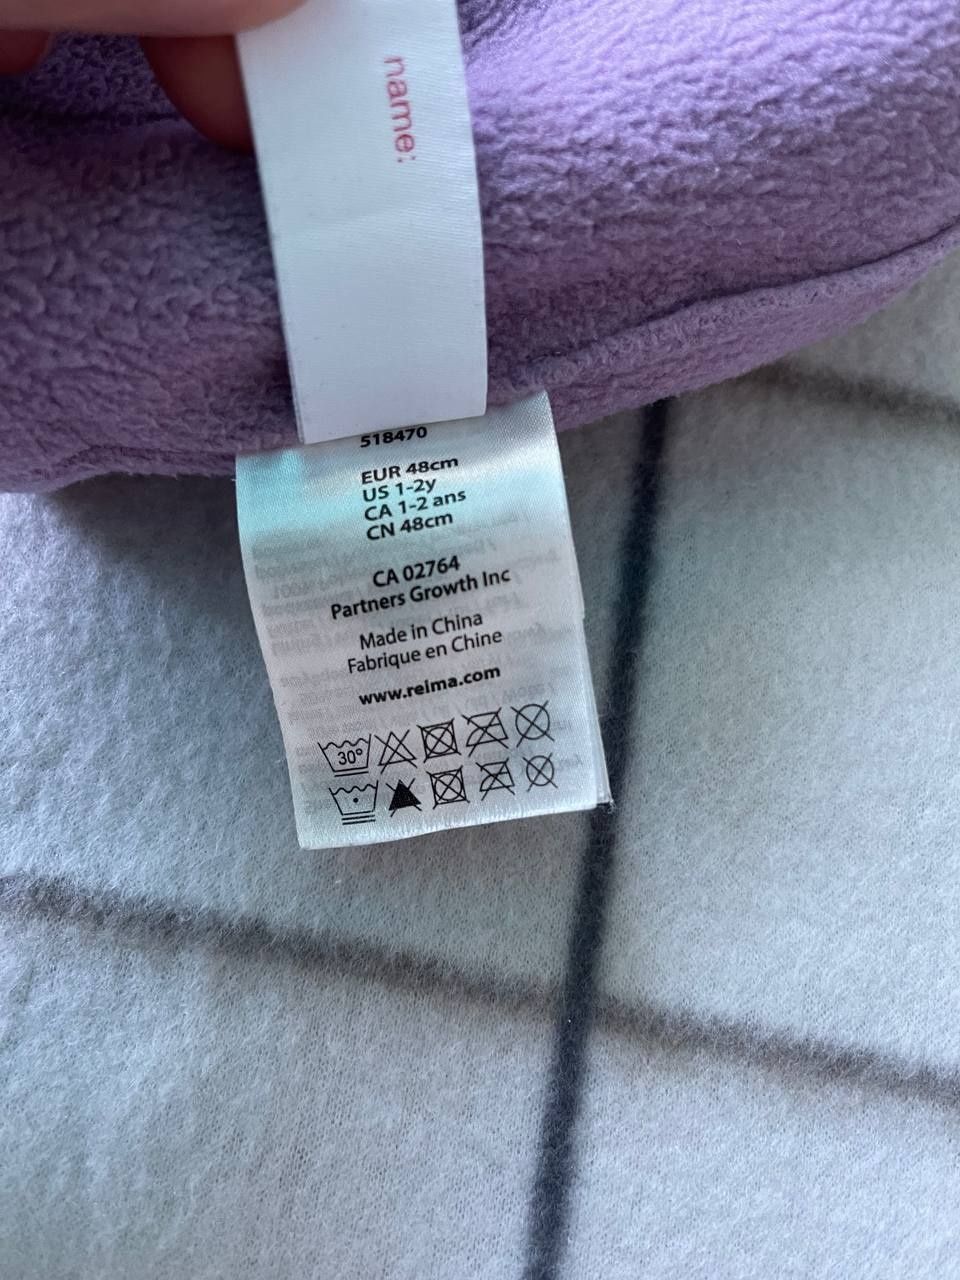 name:
518470
EUR 48cm
US 1-2y
CA 1-2 ans
CN 48cm
CA 02764
Partners Growth Inc
Made in China
Fabrique en Chine
www.reima.com
30°